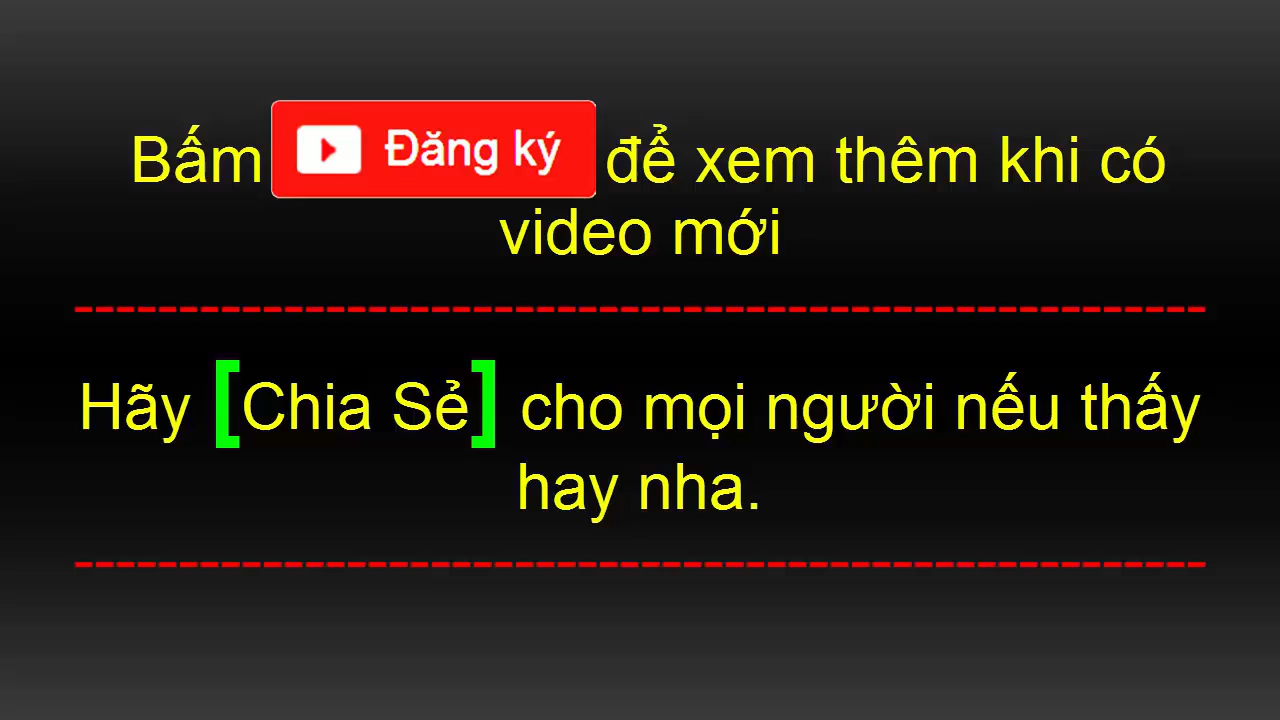 Bấm Đăng ký để xem thêm khi có
video mới
------------------------------------------------------
Hãy [Chia Sẻ] cho mọi người nếu thấy
hay nha.
------------------------------------------------------